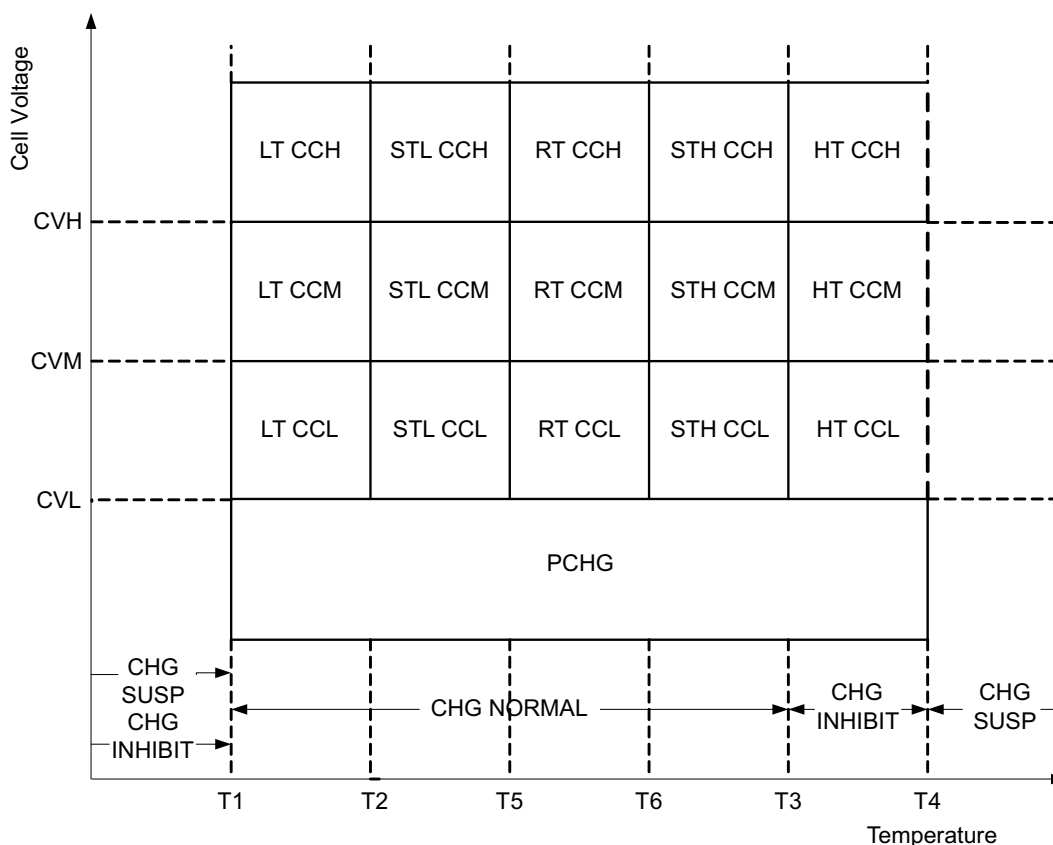 Cell Voltage
LT CCH STL CCH RT CCH STH CCH HT CCH
CVH
LT CCM STL CCM RT CCM STH CCM HT CCM
CVM
LT CCL STL CCL RT CCL STH CCL HT CCL
CVL
PCHG
CHG
SUSP
CHG
INHIBIT
CHG NORMAL
CHG
INHIBIT
CHG
SUSP
T1 T2 T5 T6 T3 T4
Temperature